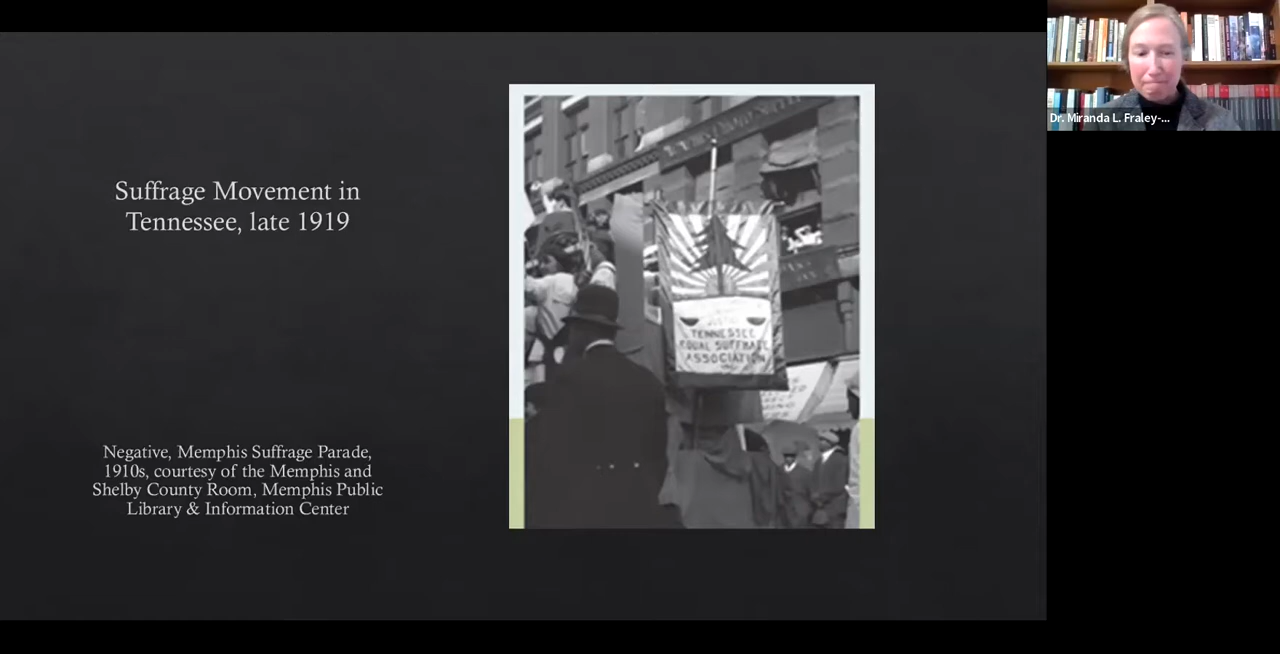 Suffrage Movement in
Tennessee, late 1919
Negative, Memphis Suffrage Parade,
1910s, courtesy of the Memphis and
Shelby County Room, Memphis Public
Library & Information Center
TENNESSEE
EQUAL SUFFRAGE
ASSOCIATION
Dr. Miranda L. Fraley-...